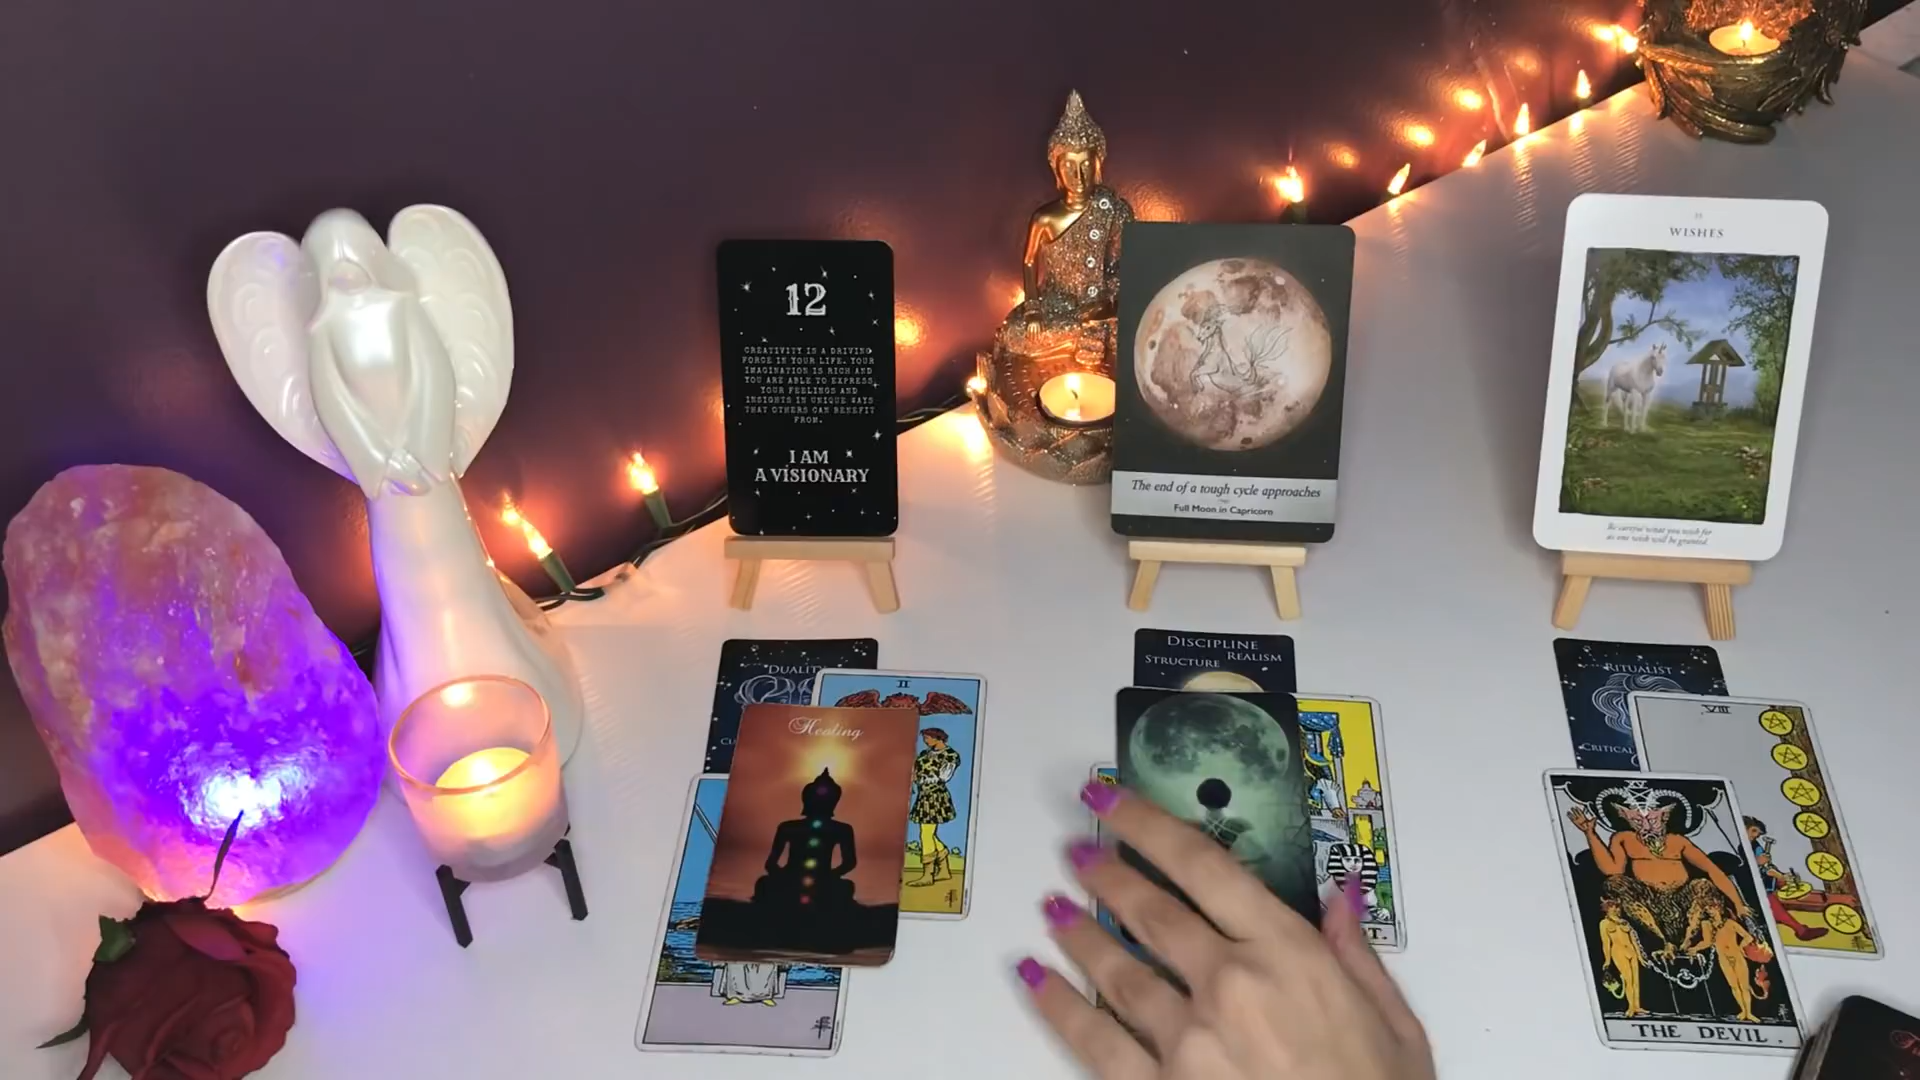 12
CREATIVITY IS A DRIVING
FORCE IN YOUR LIFE. YOUR
IMAGINATION IS RICH AND
YOU ARE ABLE TO EXPRESS
YOUR FEELINGS AND
INSIGHTS IN UNIQUE WAYS
THAT OTHERS CAN BENEFIT
FROM.
I AM
A VISIONARY
The end of a tough cycle approaches
Full Moon in Capricorn
WISHES
Be careful what you wish for
as one wish will be granted
DUALITY
II
Healing
DISCIPLINE
REALISM
STRUCTURE
OT.
RITUALIST
CRITICAL
VIII
XV
THE DEVIL.